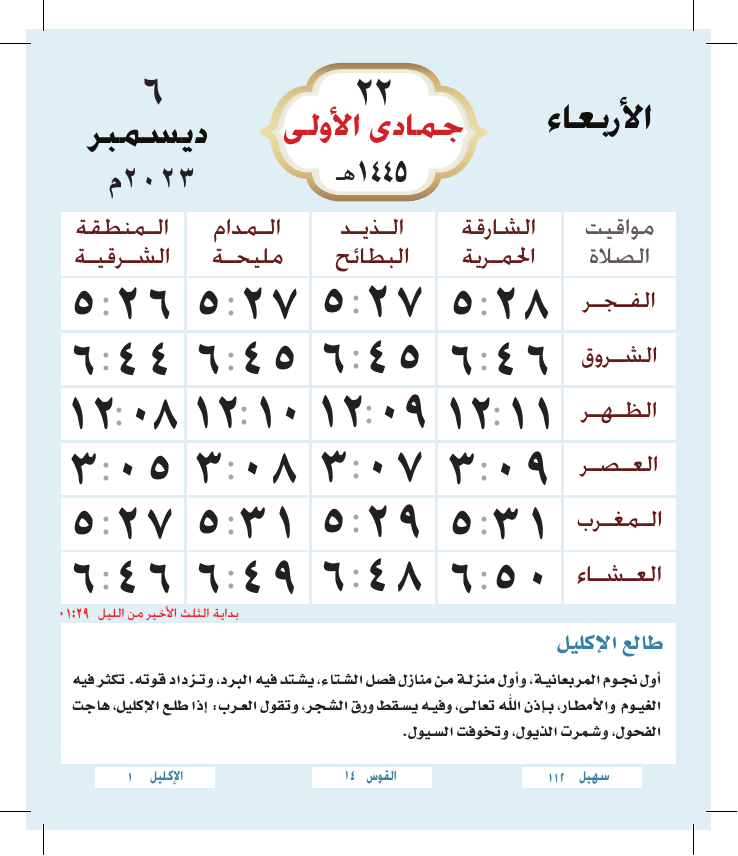 الأربعاء
٢٢
جمادى الأولى
١٤٤٥هـ
٦
ديسمبر
٢٠٢٣م
مواقيت الصلاة
الشارقة الحمرية
الذيد البطائح
المدام مليحة
المنطقة الشرقية
الفجر ٥:٢٨ ٥:٢٧ ٥:٢٧ ٥:٢٦
الشروق ٦:٤٦ ٦:٤٥ ٦:٤٥ ٦:٤٤
الظهر ١٢:١١ ١٢:٠٩ ١٢:١٠ ١٢:٠٨
العصر ٣:٠٩ ٣:٠٧ ٣:٠٨ ٣:٠٥
المغرب ٥:٣١ ٥:٢٩ ٥:٣١ ٥:٢٧
العشاء ٦:٥٠ ٦:٤٨ ٦:٤٩ ٦:٤٦
بداية الثلث الأخير من الليل ٠١:٢٩
طالع الإكليل
أول نجوم المربعانية، وأول منزلة من منازل فصل الشتاء، يشتد فيه البرد، وتزداد قوته. تكثر فيه
الغيوم والأمطار، بإذن الله تعالى، وفيه يسقط ورق الشجر، وتقول العرب: إذا طلع الإكليل، هاجت
الفحول، وشمرت الذيول، وتخوفت السيول.
سهيل ١١٢
القوس ١٤
الإكليل ١